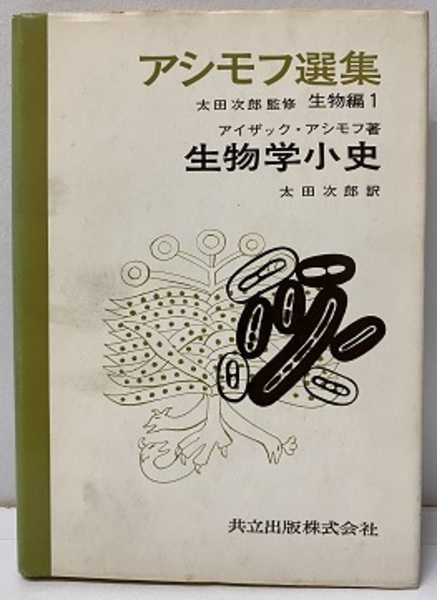 アシモフ選集
太田次郎監修 生物編1
アイザック・アシモフ著
生物学小史
太田次郎訳
共立出版株式会社